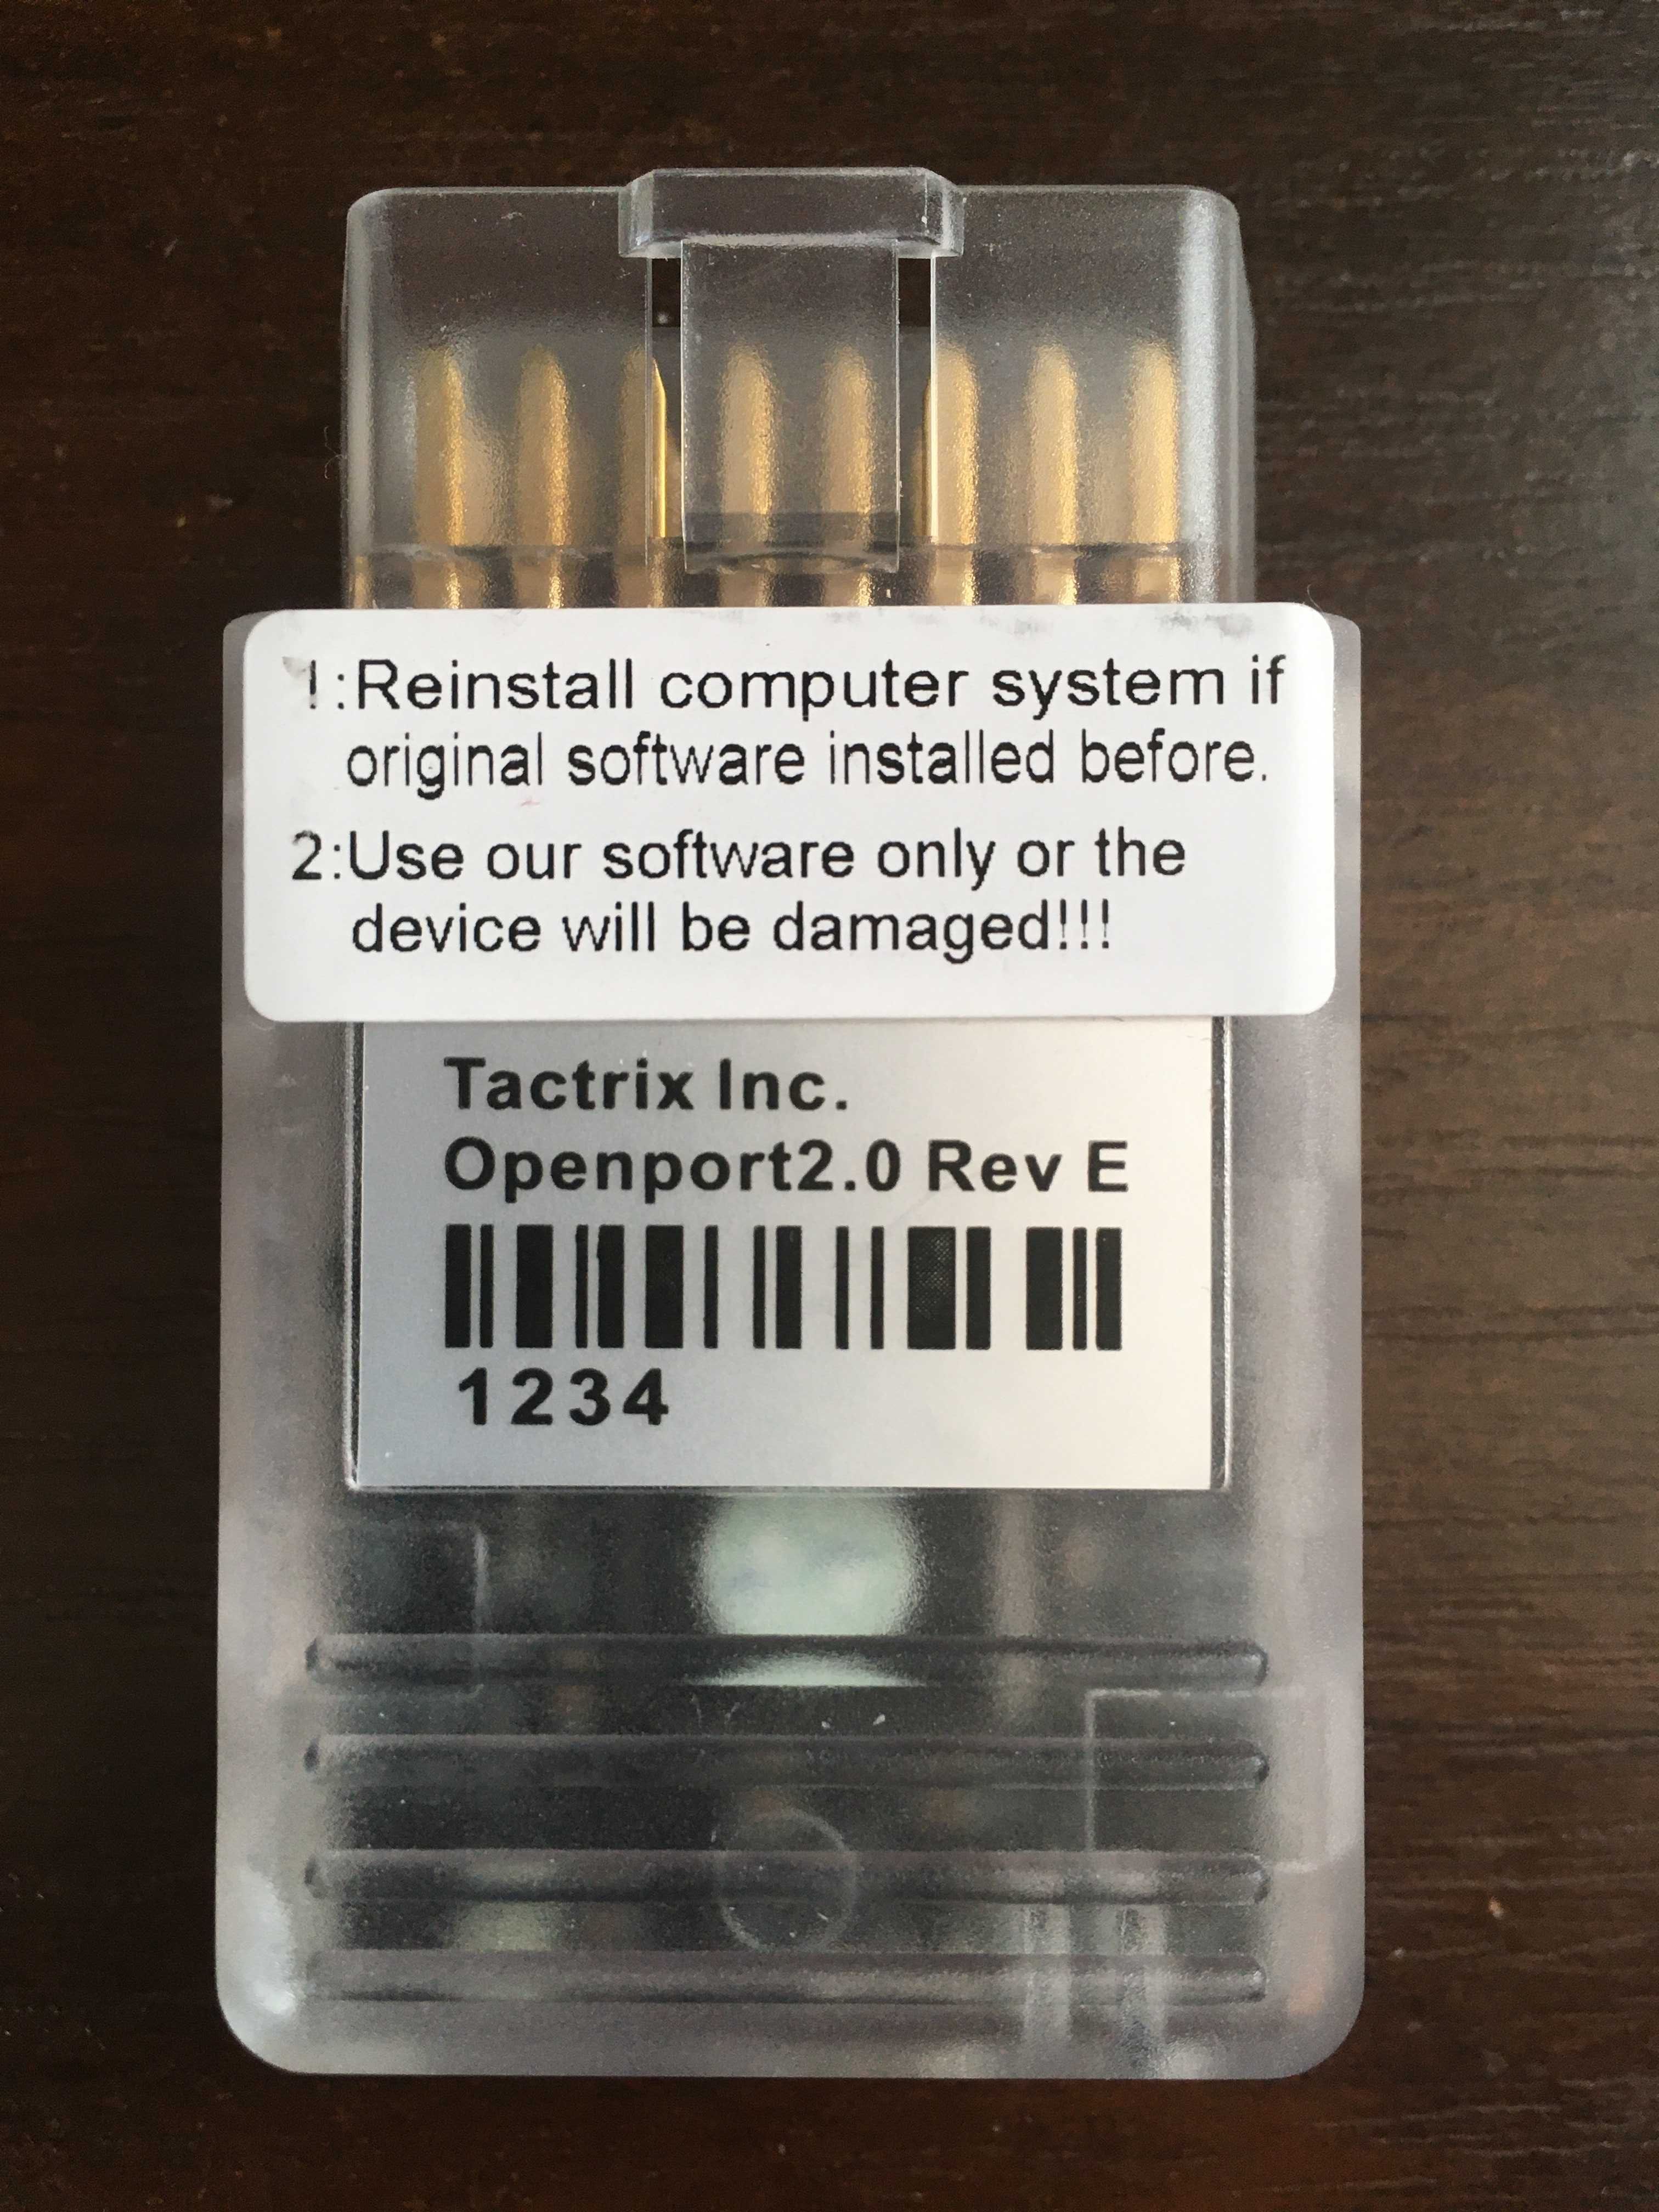 1:Reinstall computer system if
original software installed before.
2:Use our software only or the
device will be damaged!!!
Tactrix Inc.
Openport2.0 Rev E
1234